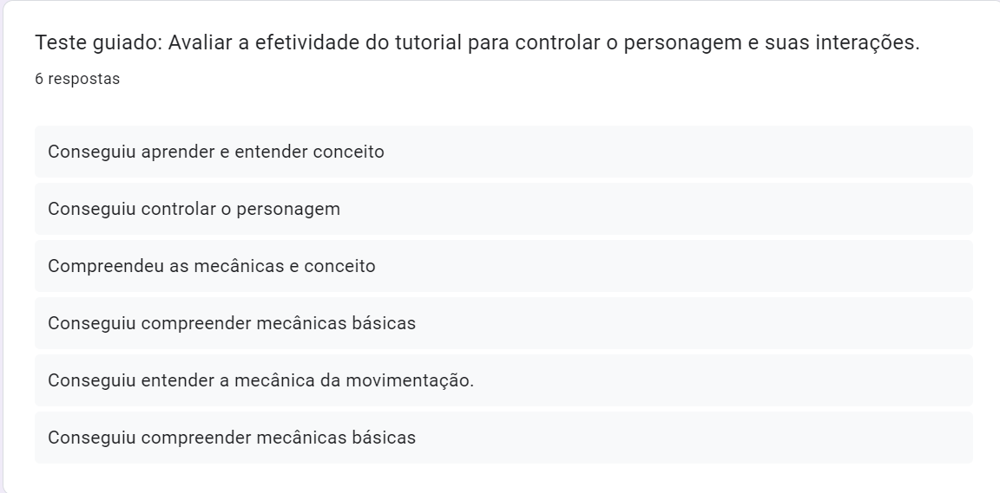 Teste guiado: Avaliar a efetividade do tutorial para controlar o personagem e suas interações.
6 respostas
Conseguiu aprender e entender conceito
Conseguiu controlar o personagem
Compreendeu as mecânicas e conceito
Conseguiu compreender mecânicas básicas
Conseguiu entender a mecânica da movimentação.
Conseguiu compreender mecânicas básicas